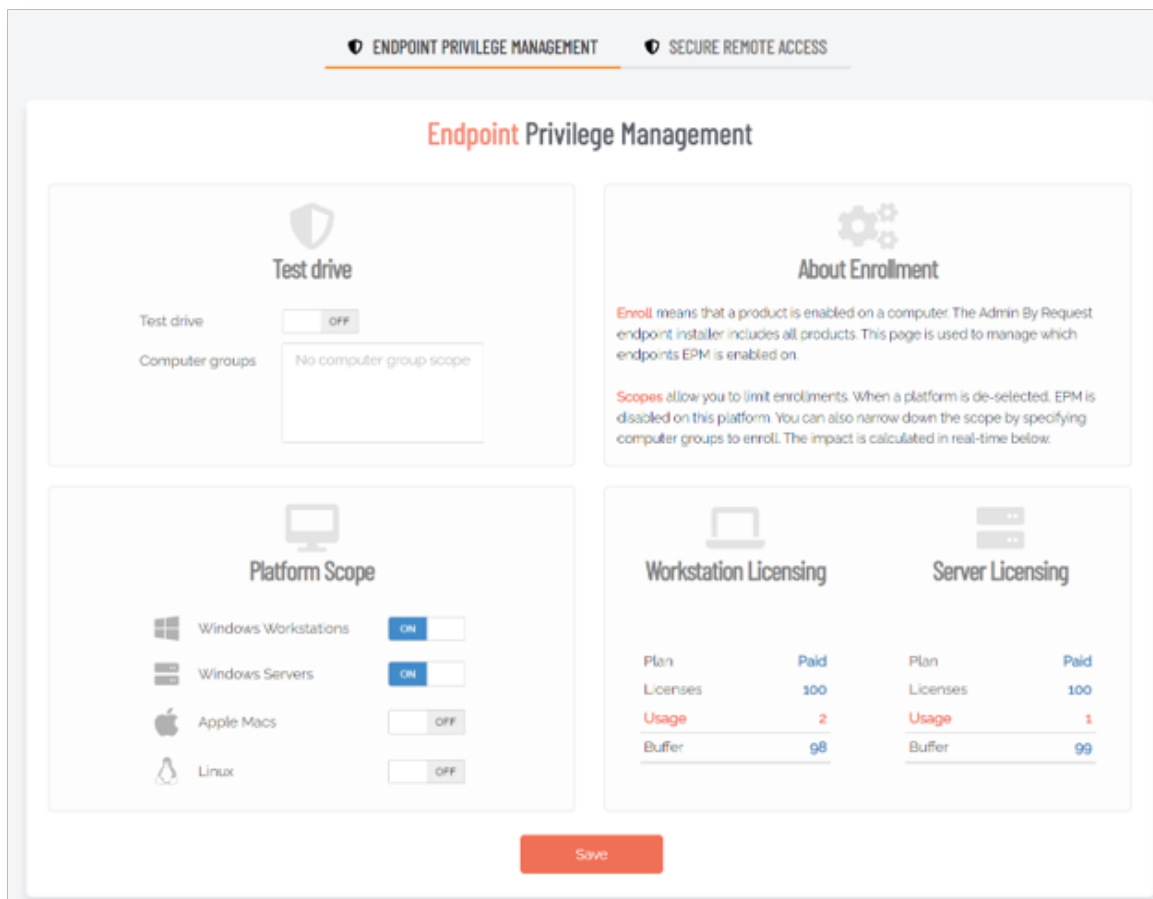 ENDPOINT PRIVILEGE MANAGEMENT
SECURE REMOTE ACCESS
Endpoint Privilege Management
Test drive
Test drive OFF
Computer groups No computer group scope
About Enrollment
Enroll means that a product is enabled on a computer. The Admin By Request
endpoint installer includes all products. This page is used to manage which
endpoints EPM is enabled on.
Scopes allow you to limit enrollments. When a platform is de-selected, EPM is
disabled on this platform. You can also narrow down the scope by specifying
computer groups to enroll. The impact is calculated in real-time below.
Platform Scope
Windows Workstations ON
Windows Servers ON
Apple Macs OFF
Linux OFF
Workstation Licensing
Plan Paid
Licenses 100
Usage 2
Buffer 98
Server Licensing
Plan Paid
Licenses 100
Usage 1
Buffer 99
Save